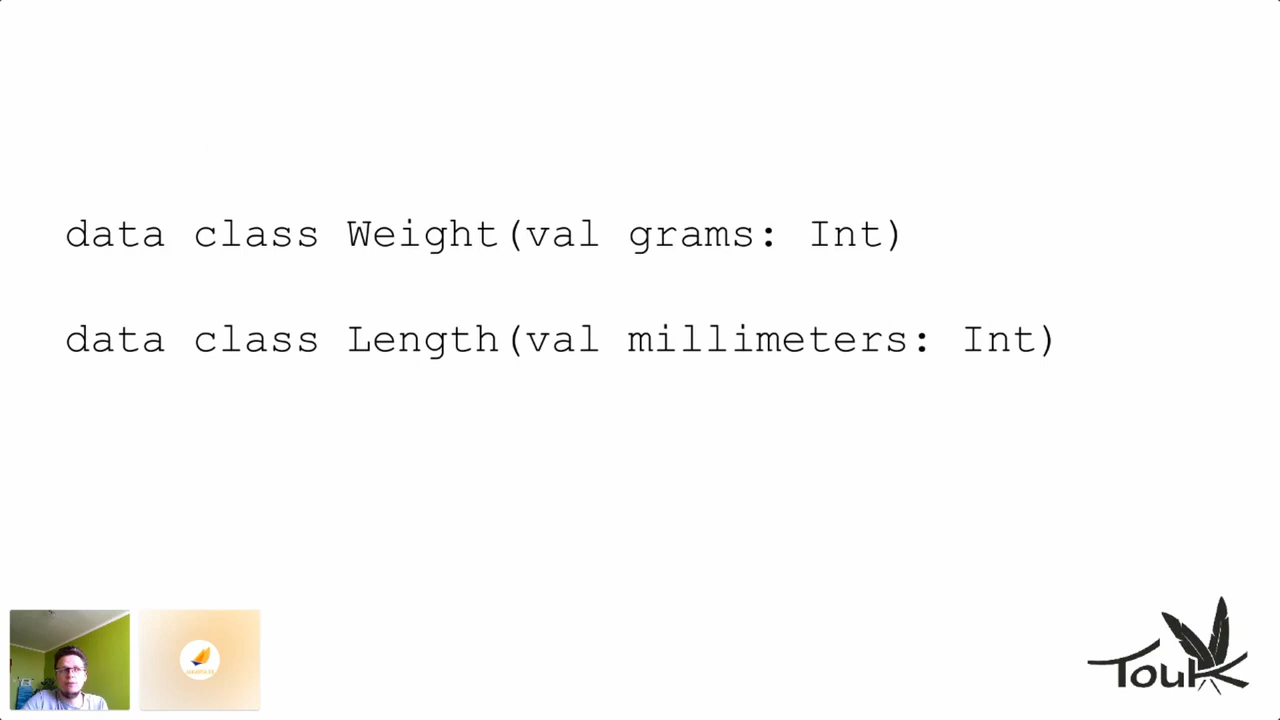 data class Weight(val grams: Int)
data class Length(val millimeters: Int)
TouK